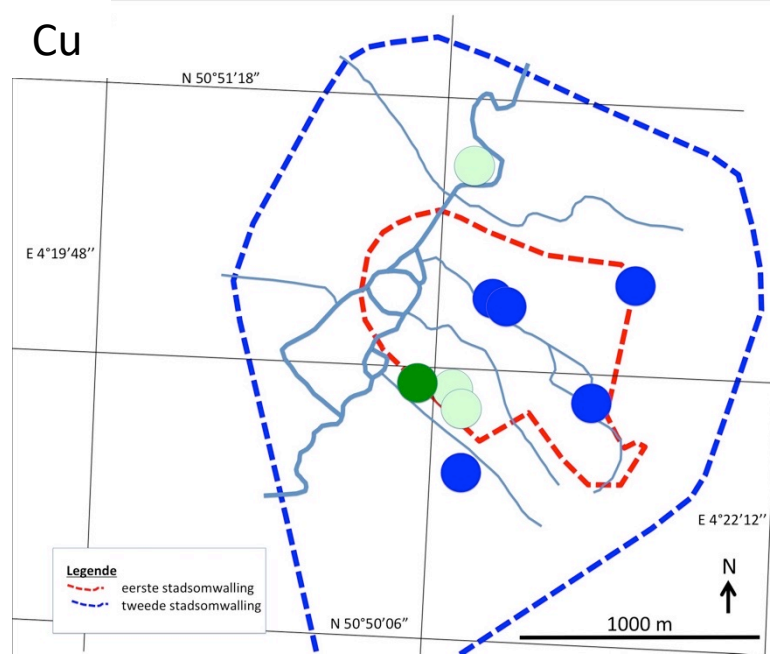 Cu
N 50°51’18”
E 4°19’48’’
E 4°22’12’’
Legende
eerste stadsomwalling
tweede stadsomwalling
N 50°50’06”
N
1000 m